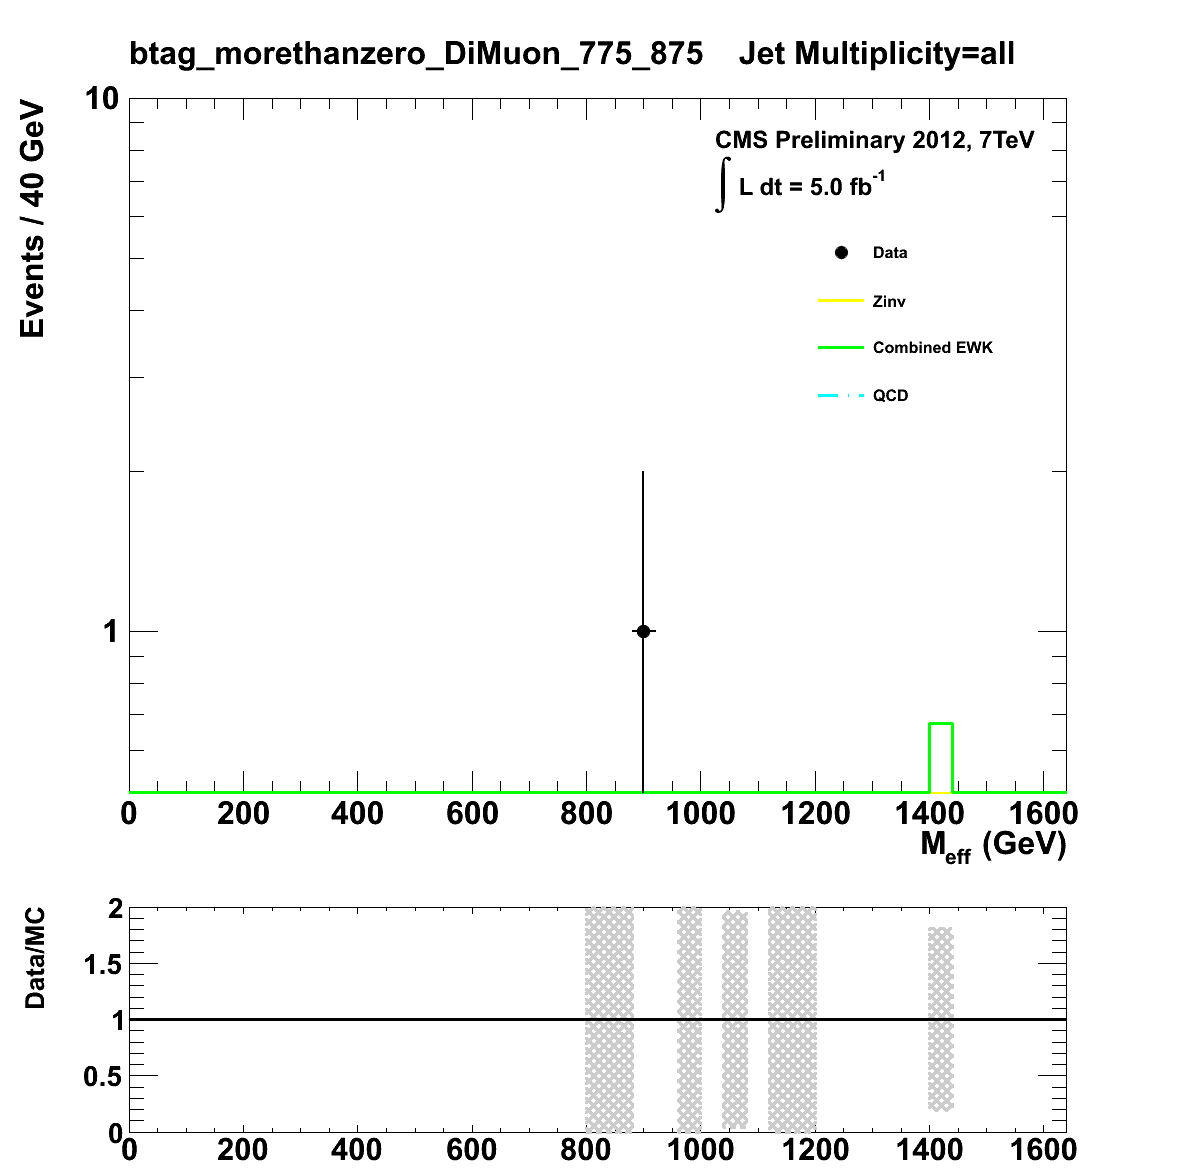 btag_morethanzero_DiMuon_775_875 Jet Multiplicity=all
10
1
Events / 40 GeV
CMS Preliminary 2012, 7TeV
∫ L dt = 5.0 fb⁻¹
Data
Zinv
Combined EWK
QCD
0 200 400 600 800 1000 1200 1400 1600
M_eff (GeV)
Data/MC
2
1.5
1
0.5
0
0 200 400 600 800 1000 1200 1400 1600